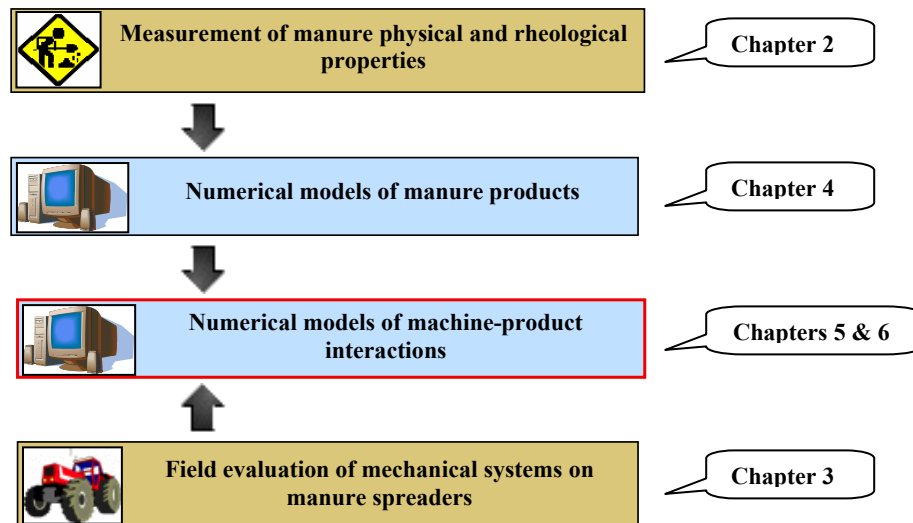 Measurement of manure physical and rheological
properties
Chapter 2
Numerical models of manure products
Chapter 4
Numerical models of machine-product
interactions
Chapters 5 & 6
Field evaluation of mechanical systems on
manure spreaders
Chapter 3